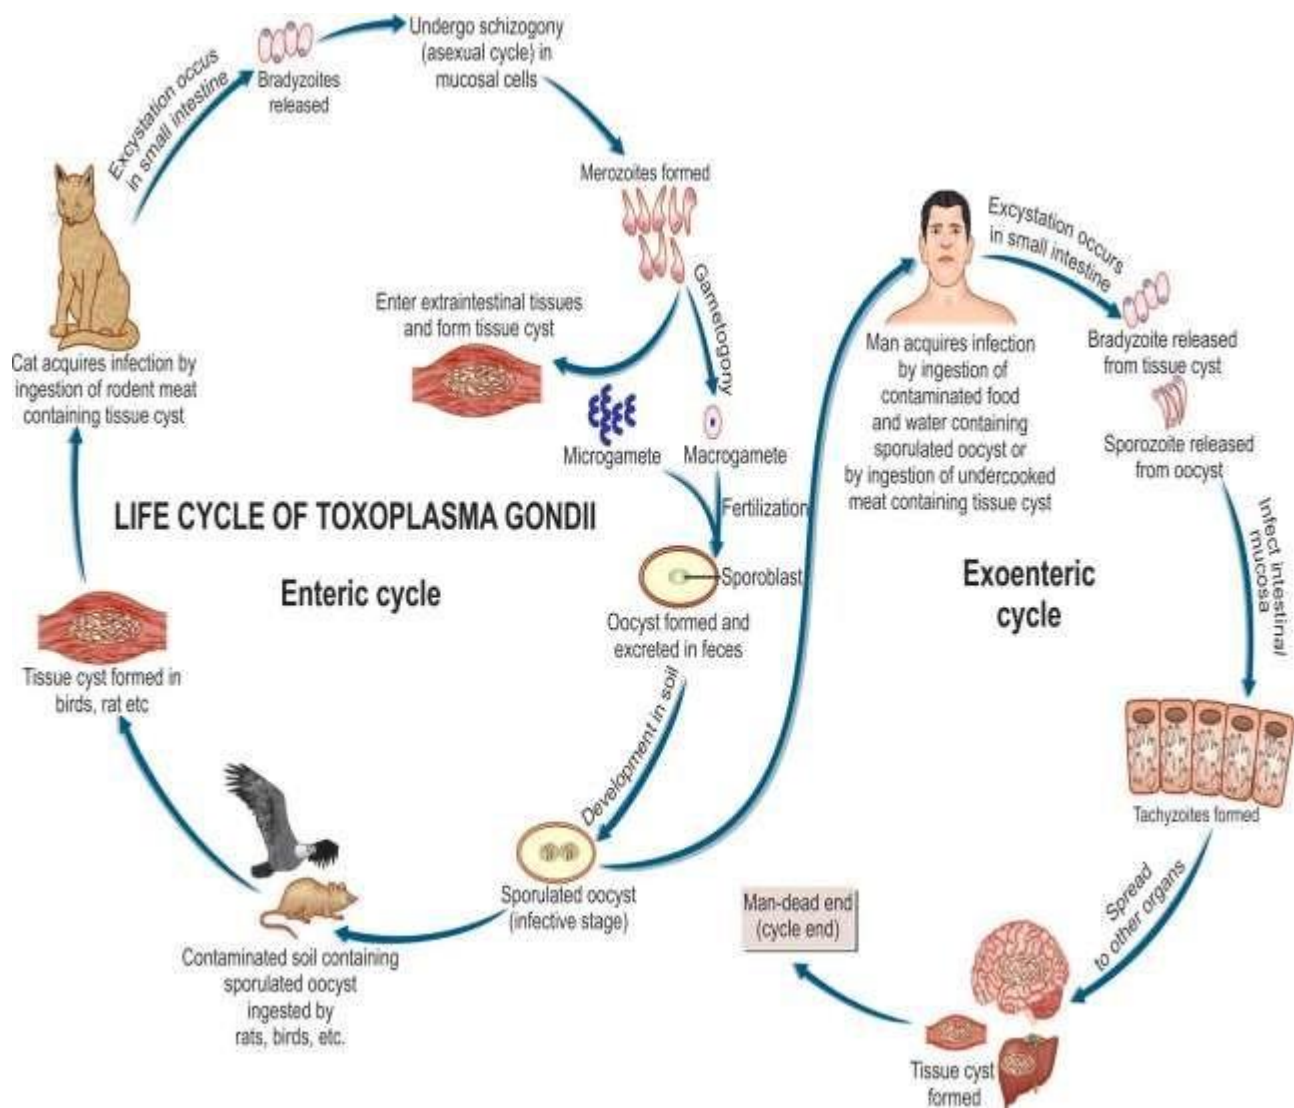 Excystation occus
in small intestine
Bradyzoites
released
Undergo schizogony
(asexual cycle) in
mucosal cells
Merozoites formed
Gametogony
Enter extraintestinal tissues
and form tissue cyst
Microgamete
Macrogamete
Fertilization
Sporoblast
Oocyst formed and
excreted in feces
Development in soil
Sporulated oocyst
(infective stage)
Contaminated soil containing
sporulated oocyst
ingested by
rats, birds, etc.
Tissue cyst formed in
birds, rat etc
Cat acquires infection by
ingestion of rodent meat
containing tissue cyst
LIFE CYCLE OF TOXOPLASMA GONDII
Enteric cycle
Man acquires infection
by ingestion of
contaminated food
and water containing
sporulated oocyst or
by ingestion of undercooked
meat containing tissue cyst
Excystation occurs
in small intestine
Bradyzoite released
from tissue cyst
Sporozoite released
from oocyst
Infect intestinal
mucosa
Exoenteric
cycle
Tachyzoites formed
Spread
to other organs
Tissue cyst
formed
Man-dead end
(cycle end)